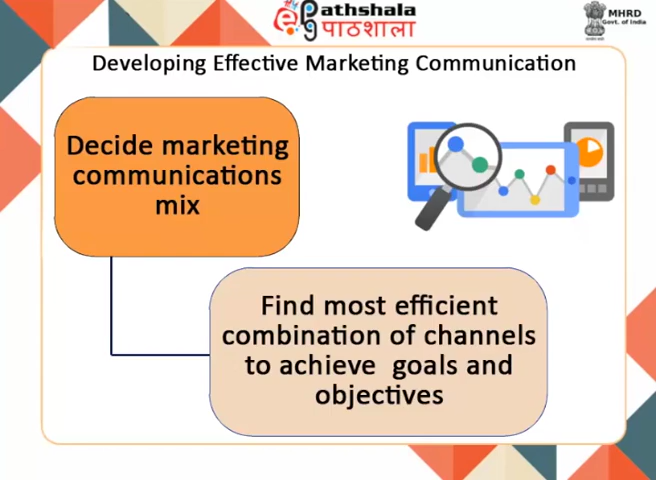 ePathshala
पाठशाला
MHRD
Govt. of India
Developing Effective Marketing Communication
Decide marketing
communications
mix
Find most efficient
combination of channels
to achieve goals and
objectives